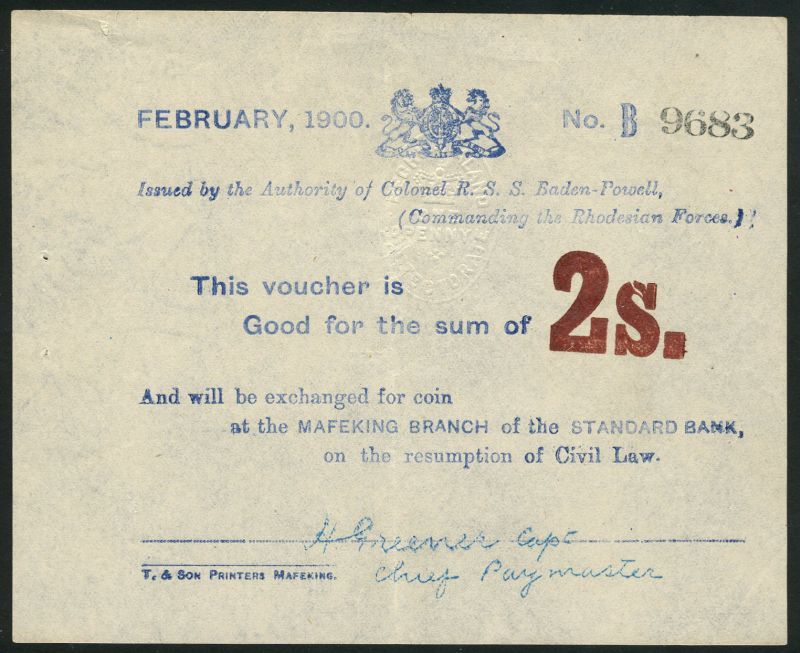 FEBRUARY, 1900. No. B 9683
Issued by the Authority of Colonel R. S. S. Baden-Powell,
(Commanding the Rhodesian Forces.)
This voucher is
Good for the sum of 2s.
And will be exchanged for coin
at the MAFEKING BRANCH of the STANDARD BANK,
on the resumption of Civil Law.
H Greener Capt
Chief Paymaster
T. & SON PRINTERS MAFEKING.
PENNY